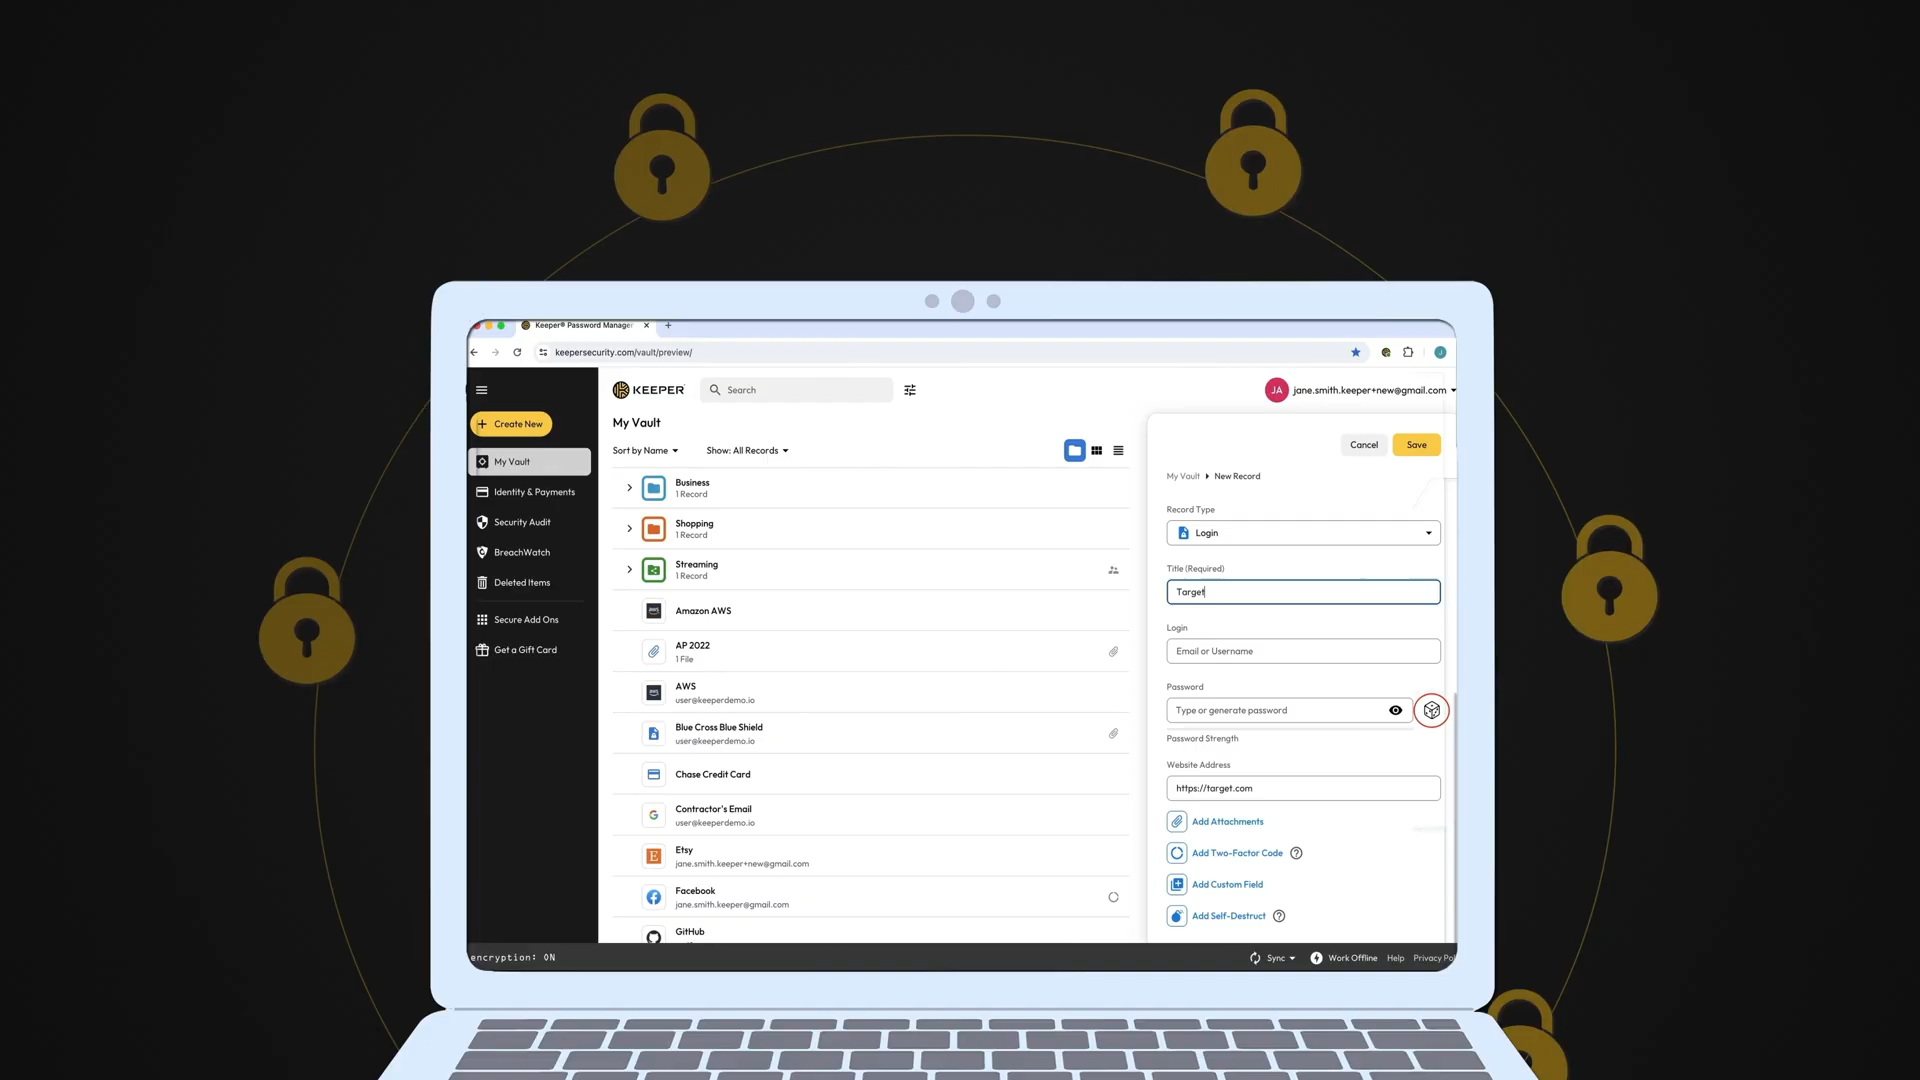 Keeper® Password Manager
keepersecurity.com/vault/preview/
J
KEEPER
Search
JA
jane.smith.keeper+new@gmail.com
Create New
My Vault
Identity & Payments
Security Audit
BreachWatch
Deleted Items
Secure Add Ons
Get a Gift Card
My Vault
Sort by Name
Show: All Records
Business
1 Record
Shopping
1 Record
Streaming
1 Record
Amazon AWS
AP 2022
1 File
AWS
user@keeperdemo.io
Blue Cross Blue Shield
user@keeperdemo.io
Chase Credit Card
Contractor's Email
user@keeperdemo.io
Etsy
jane.smith.keeper+new@gmail.com
Facebook
jane.smith.keeper@gmail.com
GitHub
Cancel
Save
My Vault
New Record
Record Type
Login
Title (Required)
Target
Login
Email or Username
Password
Type or generate password
Password Strength
Website Address
https://target.com
Add Attachments
Add Two-Factor Code
Add Custom Field
Add Self-Destruct
encryption: ON
Sync
Work Offline
Help
Privacy Pol